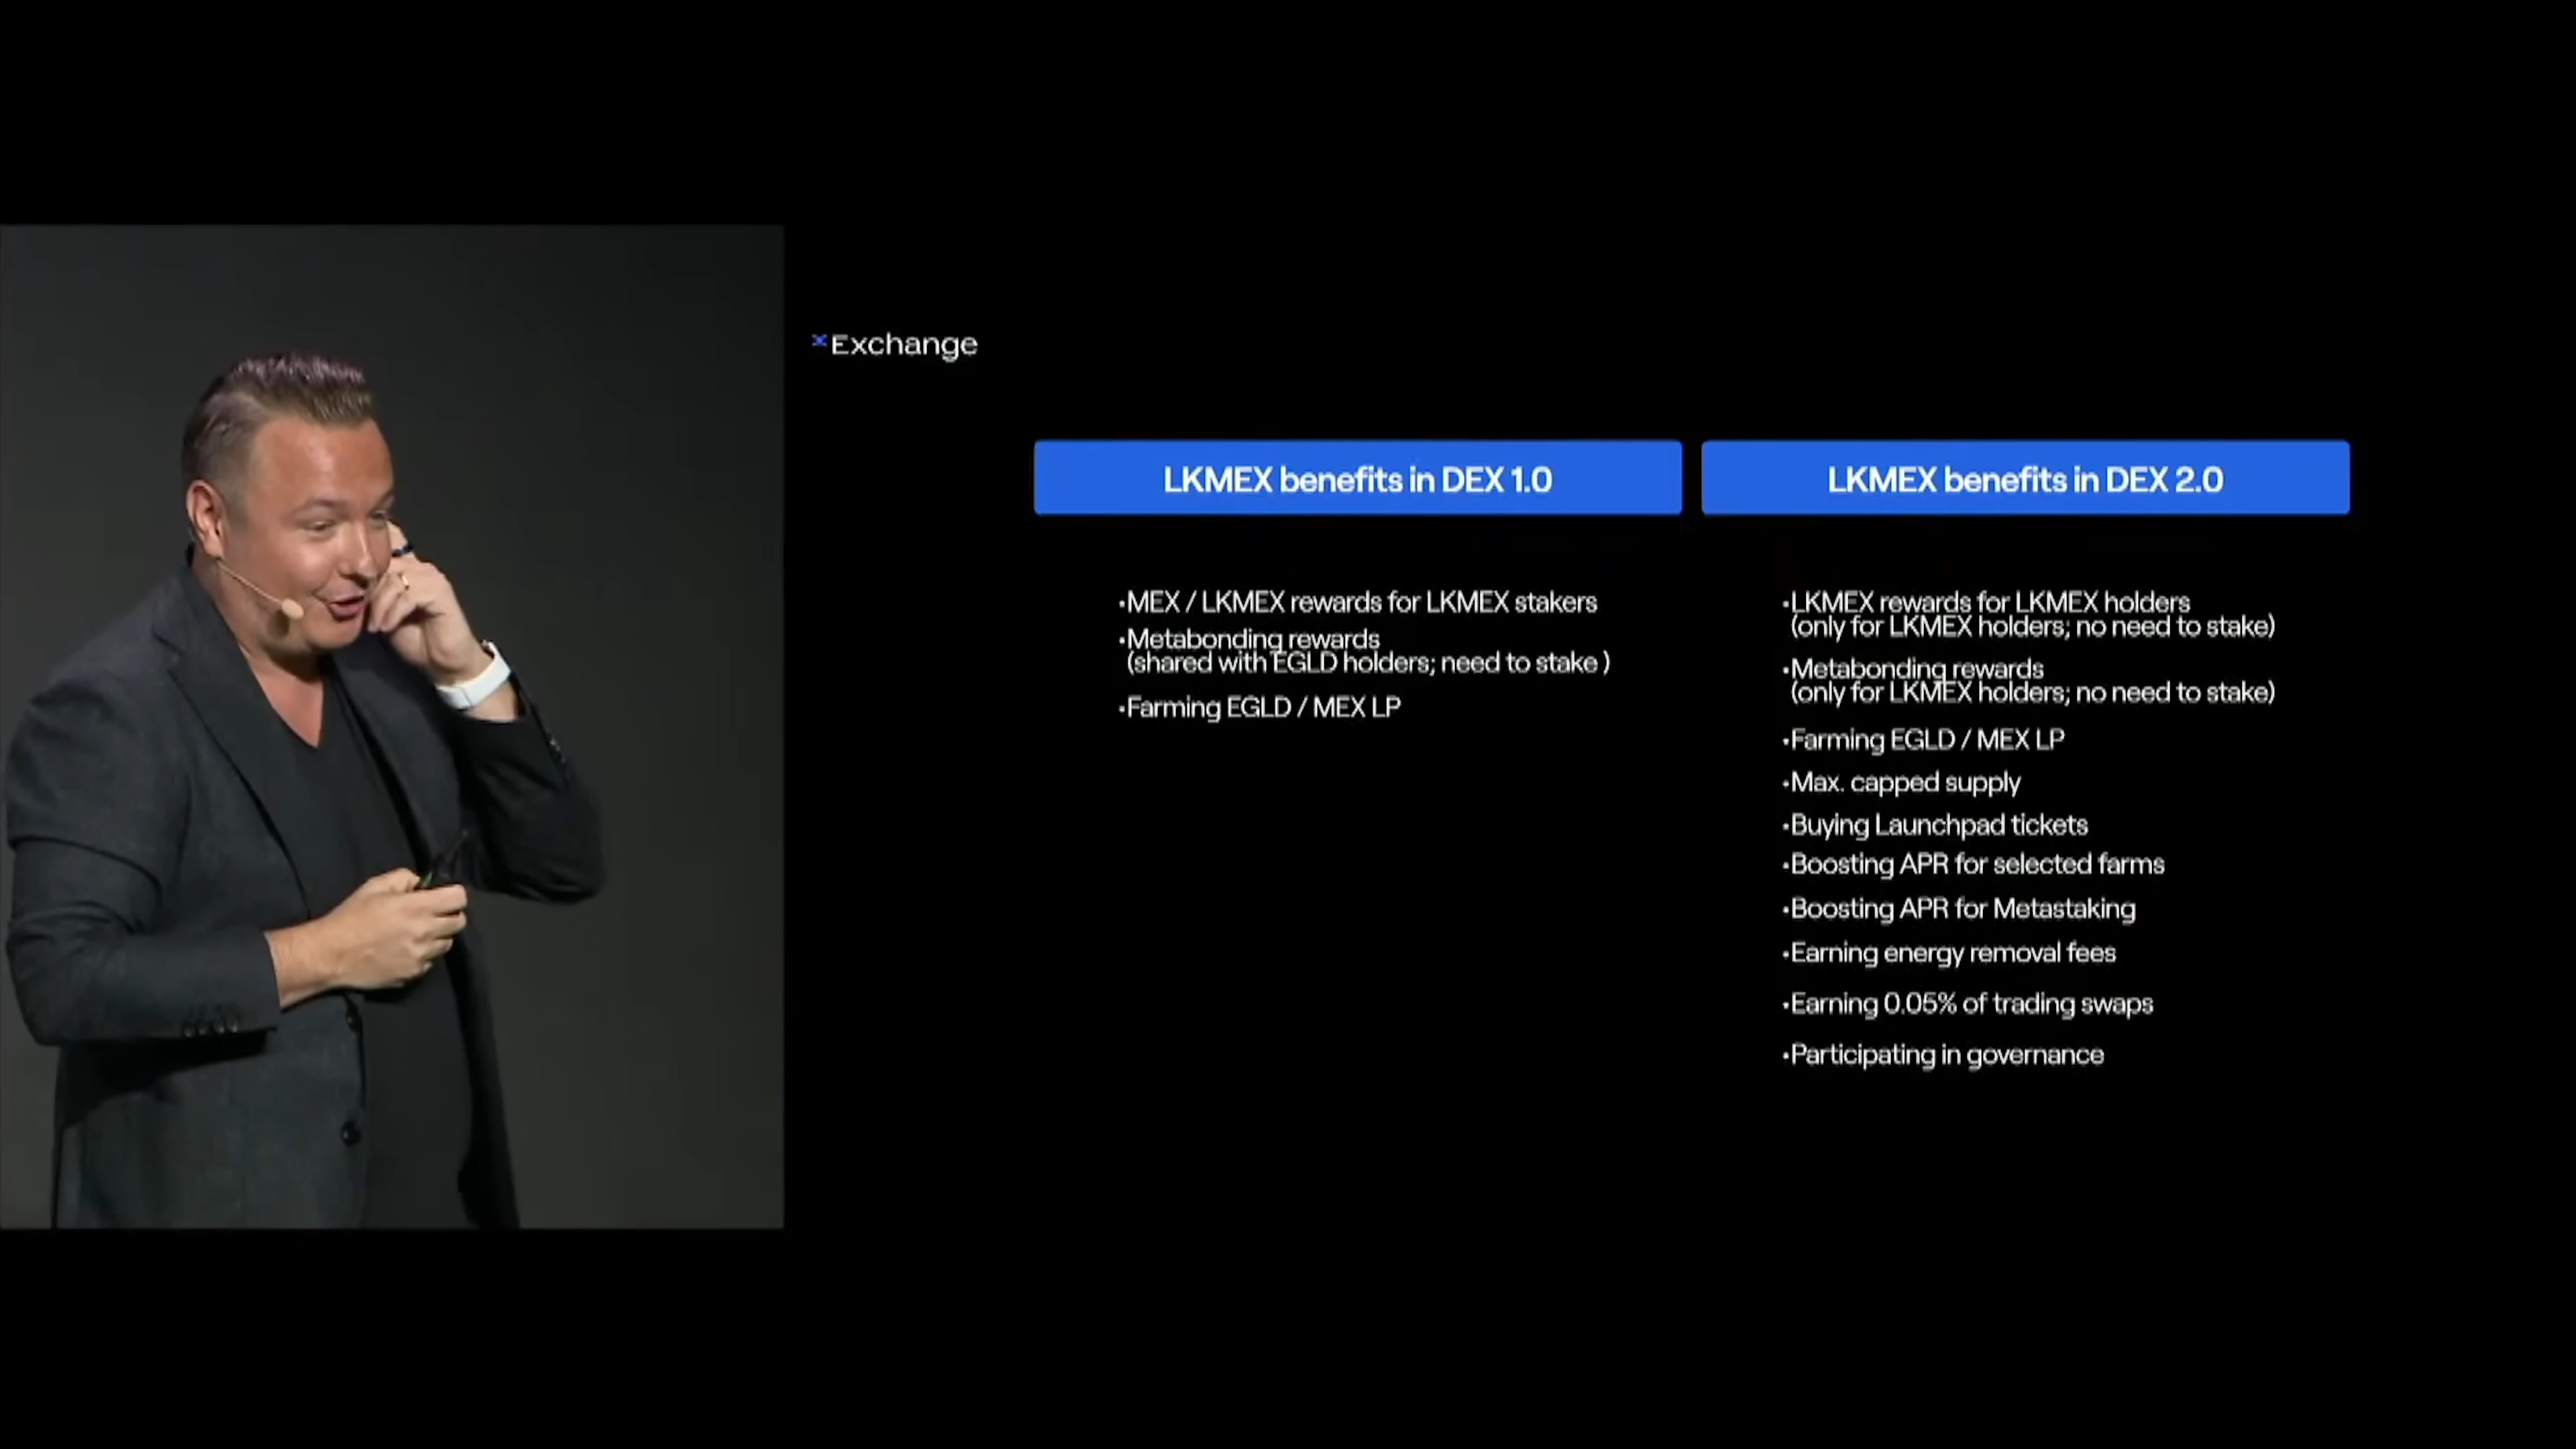 xExchange
LKMEX benefits in DEX 1.0
•MEX / LKMEX rewards for LKMEX stakers
•Metabonding rewards
(shared with EGLD holders; need to stake )
•Farming EGLD / MEX LP
LKMEX benefits in DEX 2.0
•LKMEX rewards for LKMEX holders
(only for LKMEX holders; no need to stake)
•Metabonding rewards
(only for LKMEX holders; no need to stake)
•Farming EGLD / MEX LP
•Max. capped supply
•Buying Launchpad tickets
•Boosting APR for selected farms
•Boosting APR for Metastaking
•Earning energy removal fees
•Earning 0.05% of trading swaps
•Participating in governance